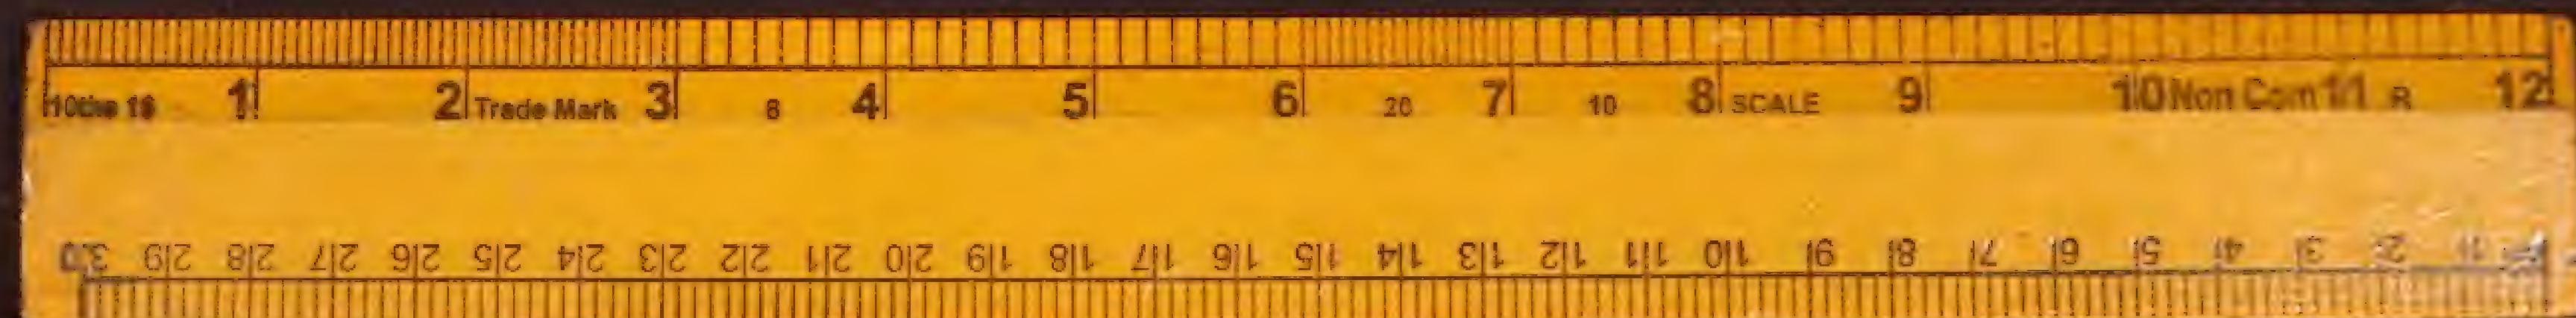 10ths 16 1 2 Trade Mark 3 8 4 5 6 20 7 10 8 SCALE 9 10 Non Com 11 R 12
30 29 28 27 26 25 24 23 22 21 20 19 18 17 16 15 14 13 12 11 10 9 8 7 6 5 4 3 2 1